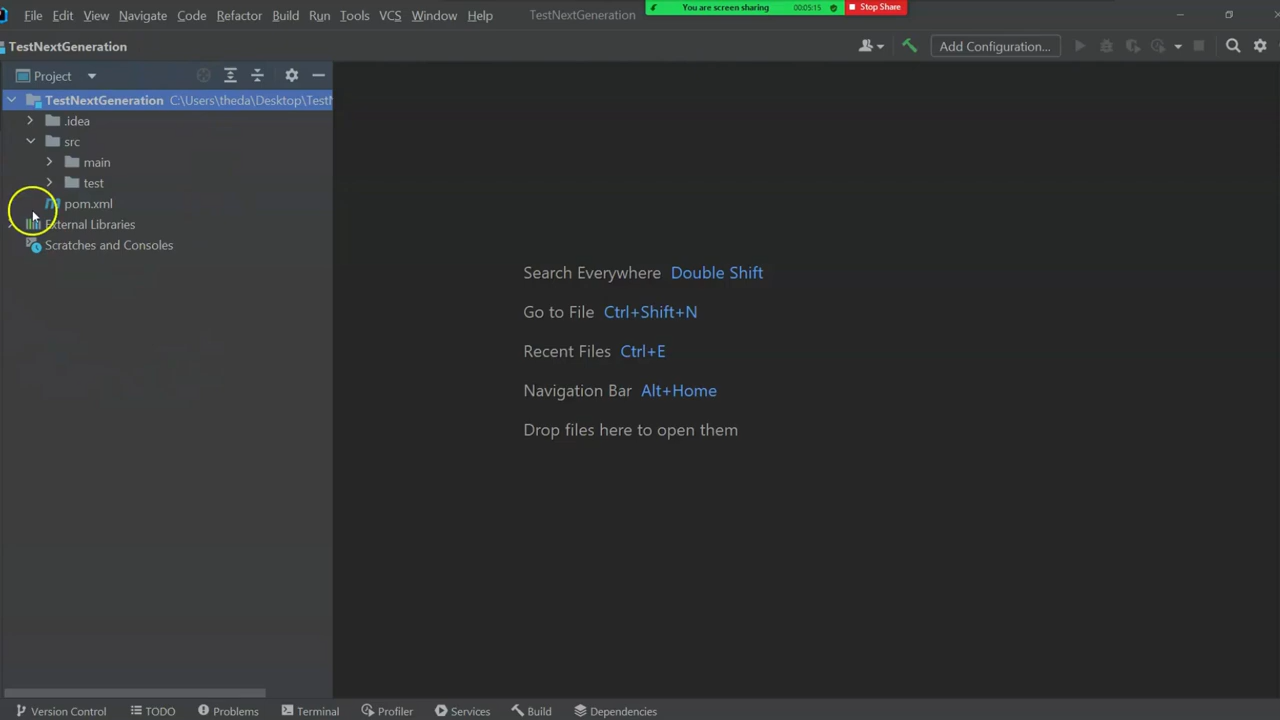 File Edit View Navigate Code Refactor Build Run Tools VCS Window Help TestNextGeneration You are screen sharing 00:05:15 Stop Share
TestNextGeneration Add Configuration...
Project
TestNextGeneration C:\Users\theda\Desktop\Test
.idea
src
main
test
pom.xml
External Libraries
Scratches and Consoles
Search Everywhere Double Shift
Go to File Ctrl+Shift+N
Recent Files Ctrl+E
Navigation Bar Alt+Home
Drop files here to open them
Version Control TODO Problems Terminal Profiler Services Build Dependencies